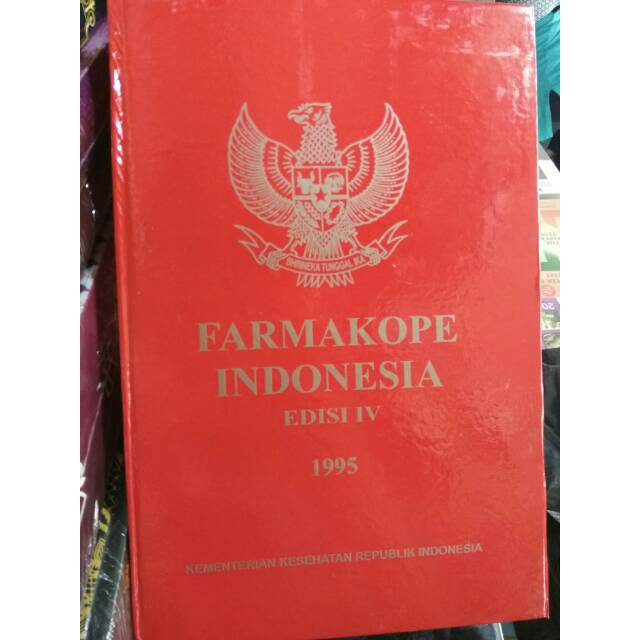 BHINNEKA TUNGGAL IKA
FARMAKOPE
INDONESIA
EDISI IV
1995
KEMENTERIAN KESEHATAN REPUBLIK INDONESIA